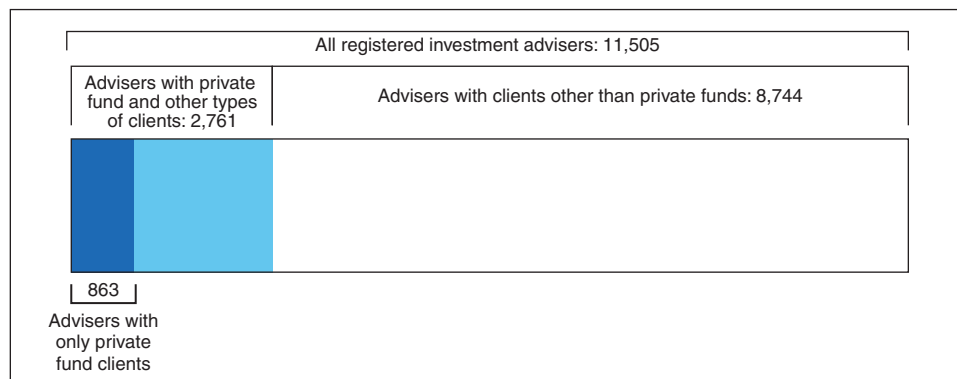 All registered investment advisers: 11,505
Advisers with private
fund and other types
of clients: 2,761
Advisers with clients other than private funds: 8,744
863
Advisers with
only private
fund clients